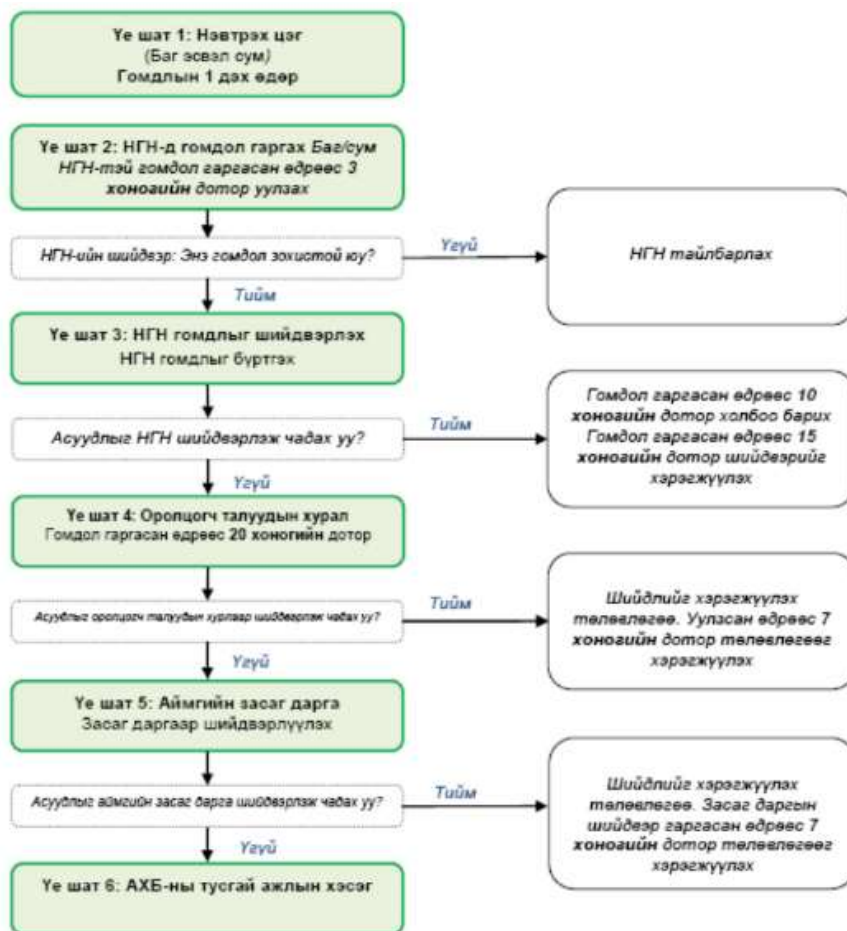 Үе шат 1: Нэвтрэх цэг
(Баг эсвэл сум)
Гомдлын 1 дэх өдөр
Үе шат 2: НГН-д гомдол гаргах Баг/сум
НГН-тэй гомдол гаргасан өдрөөс 3
хоногийн дотор уулзах
НГН-ийн шийдвэр: Энэ гомдол зохистой юу?
Үгүй
НГН тайлбарлах
Тийм
Үе шат 3: НГН гомдлыг шийдвэрлэх
НГН гомдлыг бүртгэх
Асуудлыг НГН шийдвэрлэж чадах уу?
Тийм
Гомдол гаргасан өдрөөс 10
хоногийн дотор холбоо барих
Гомдол гаргасан өдрөөс 15
хоногийн дотор шийдвэрийг
хэрэгжүүлэх
Үгүй
Үе шат 4: Оролцогч талуудын хурал
Гомдол гаргасан өдрөөс 20 хоногийн дотор
Асуудлыг оролцогч талуудын хурлаар шийдвэрлэж чадах уу?
Тийм
Шийдлийг хэрэгжүүлэх
төлөвлөгөө. Уулзсан өдрөөс 7
хоногийн дотор төлөвлөгөөг
хэрэгжүүлэх
Үгүй
Үе шат 5: Аймгийн засаг дарга
Засаг даргаар шийдвэрлүүлэх
Асуудлыг аймгийн засаг дарга шийдвэрлэж чадах уу?
Тийм
Шийдлийг хэрэгжүүлэх
төлөвлөгөө. Засаг даргын
шийдвэр гаргасан өдрөөс 7
хоногийн дотор төлөвлөгөөг
хэрэгжүүлэх
Үгүй
Үе шат 6: АХБ-ны тусгай ажлын хэсэг